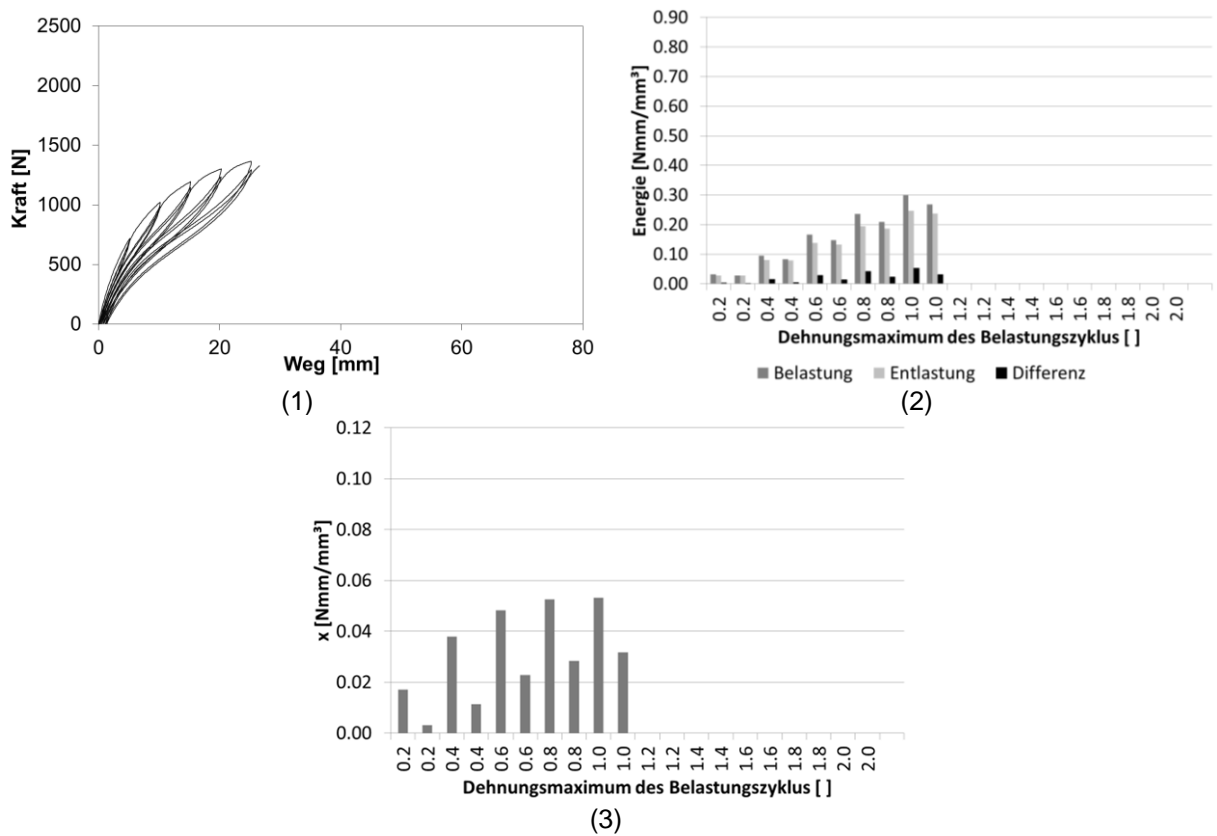 2500
2000
1500
1000
500
0
Kraft [N]
0 20 40 60 80
Weg [mm]
(1)
0.90
0.80
0.70
0.60
0.50
0.40
0.30
0.20
0.10
0.00
Energie [Nmm/mm³]
0.2 0.2 0.4 0.4 0.6 0.6 0.8 0.8 1.0 1.0 1.2 1.2 1.4 1.4 1.6 1.6 1.8 1.8 2.0 2.0
Dehnungsmaximum des Belastungszyklus [ ]
Belastung Entlastung Differenz
(2)
0.12
0.10
0.08
0.06
0.04
0.02
0.00
x [Nmm/mm³]
0.2 0.2 0.4 0.4 0.6 0.6 0.8 0.8 1.0 1.0 1.2 1.2 1.4 1.4 1.6 1.6 1.8 1.8 2.0 2.0
Dehnungsmaximum des Belastungszyklus [ ]
(3)